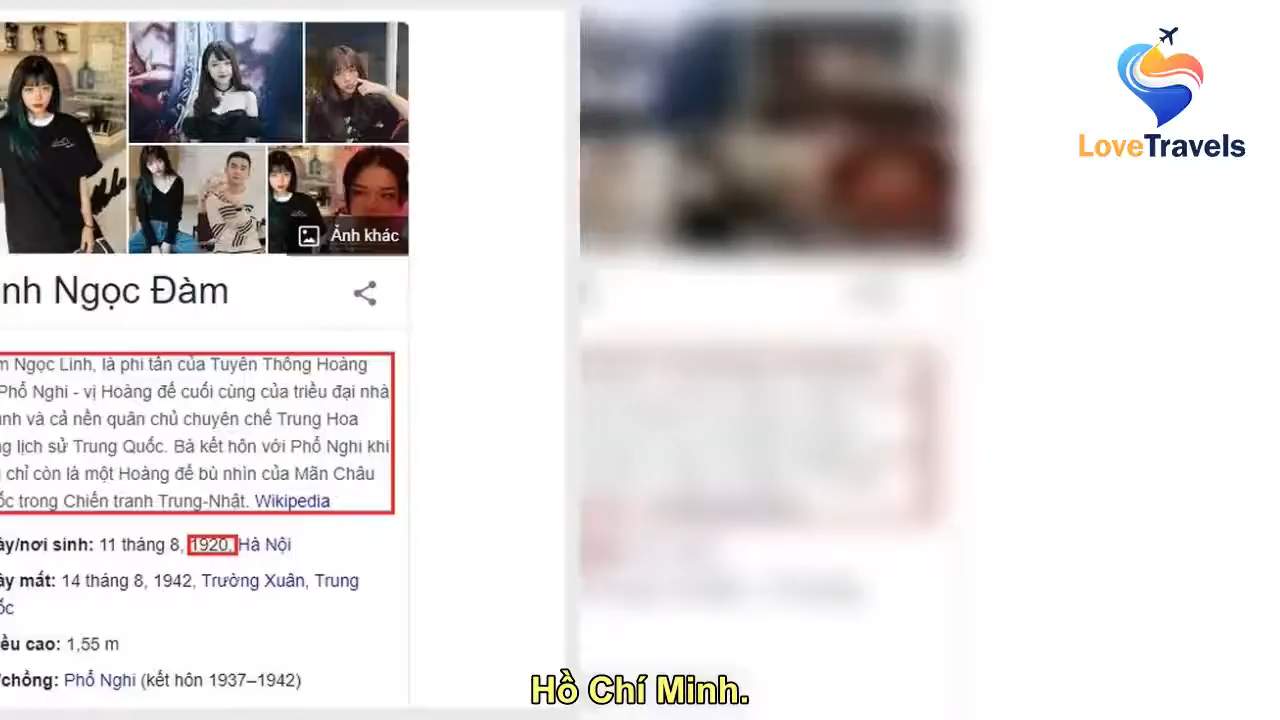 LoveTravels
Ảnh khác
nh Ngọc Đàm
m Ngọc Linh, là phi tần của Tuyên Thống Hoàng
Phổ Nghi - vị Hoàng đế cuối cùng của triều đại nhà
anh và cả nền quân chủ chuyên chế Trung Hoa
ng lịch sử Trung Quốc. Bà kết hôn với Phổ Nghi khi
chỉ còn là một Hoàng đế bù nhìn của Mãn Châu
ốc trong Chiến tranh Trung-Nhật. Wikipedia
ày/nơi sinh: 11 tháng 8, 1920, Hà Nội
ày mất: 14 tháng 8, 1942, Trường Xuân, Trung
ốc
ều cao: 1,55 m
/chồng: Phổ Nghi (kết hôn 1937–1942)
Hồ Chí Minh.